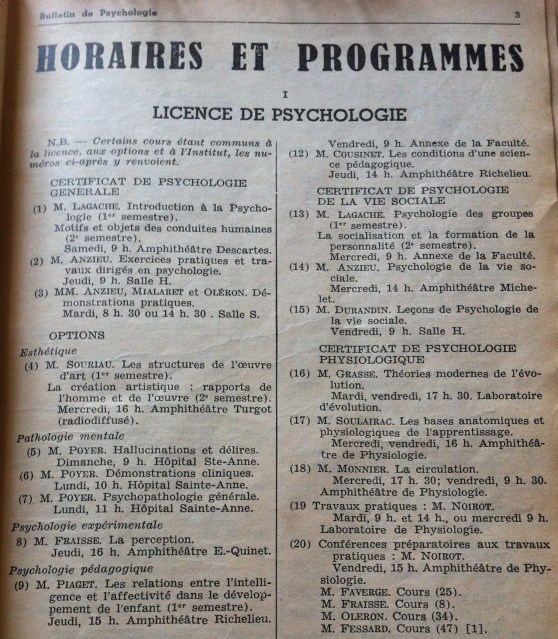 Bulletin de Psychologie 3
HORAIRES ET PROGRAMMES
I
LICENCE DE PSYCHOLOGIE
N.B. — Certains cours étant communs à
la licence, aux options et à l'Institut, les nu-
méros ci-après y renvoient.
CERTIFICAT DE PSYCHOLOGIE
GENERALE
(1) M. LAGACHE. Introduction à la Psycho-
logie (1er semestre).
Motifs et objets des conduites humaines
(2e semestre).
Samedi, 9 h. Amphithéâtre Descartes.
(2) M. ANZIEU. Exercices pratiques et tra-
vaux dirigés en psychologie.
Jeudi, 9 h. Salle H.
(3) MM. ANZIEU, MIALARET et OLÉRON. Dé-
monstrations pratiques.
Mardi, 8 h. 30 ou 14 h. 30 . Salle S.
OPTIONS
Esthétique
(4) M. SOURIAU. Les structures de l'œuvre
d'art (1er semestre).
La création artistique : rapports de
l'homme et de l'œuvre (2e semestre).
Mercredi, 16 h. Amphithéâtre Turgot
(radiodiffusé).
Pathologie mentale
(5) M. POYER. Hallucinations et délires.
Dimanche, 9 h. Hôpital Ste-Anne.
(6) M. POYER. Démonstrations cliniques.
Lundi, 10 h. Hôpital Sainte-Anne.
(7) M. POYER. Psychopathologie générale.
Lundi, 11 h. Hôpital Sainte-Anne.
Psychologie expérimentale
8) M. FRAISSE. La perception.
Jeudi, 16 h. Amphithéâtre E.-Quinet.
Psychologie pédagogique
(9) M. PIAGET. Les relations entre l'intelli-
gence et l'affectivité dans le dévelop-
pement de l'enfant (1er semestre).
Jeudi, 15 h. Amphithéâtre Richelieu.
Vendredi, 9 h. Annexe de la Faculté.
(12) M. COUSINET. Les conditions d'une scien-
ce pédagogique.
Jeudi, 14 h. Amphithéâtre Richelieu.
CERTIFICAT DE PSYCHOLOGIE
DE LA VIE SOCIALE
(13) M. LAGACHE. Psychologie des groupes
(1er semestre).
La socialisation et la formation de la
personnalité (2e semestre).
Mercredi, 9 h. Annexe de la Faculté.
(14) M. ANZIEU. Psychologie de la vie so-
ciale.
Mercredi, 14 h. Amphithéâtre Miche-
let.
(15) M. DURANDIN. Leçons de Psychologie de
la vie sociale.
Vendredi, 9 h. Salle H.
CERTIFICAT DE PSYCHOLOGIE
PHYSIOLOGIQUE
(16) M. GRASSE. Théories modernes de l'évo-
lution.
Mardi, vendredi, 17 h. 30. Laboratoire
d'évolution.
(17) M. SOULAIRAC. Les bases anatomiques et
physiologiques de l'apprentissage.
Mercredi, vendredi, 16 h. Amphithéâ-
tre de Physiologie.
(18) M. MONNIER. La circulation.
Mercredi, 17 h. 30; vendredi, 9 h. 30.
Amphithéâtre de Physiologie.
(19 Travaux pratiques : M. NOIROT.
Mardi, 9 h. et 14 h., ou mercredi 9 h.
Laboratoire de Physiologie.
(20) Conférences préparatoires aux travaux
pratiques : M. NOIROT.
Vendredi, 15 h. Amphithéâtre de Phy-
siologie.
M. FAVERGE. Cours (25).
M. FRAISSE. Cours (8).
M. OLERON. Cours (34).
M. FESSARD. Cours (47) [1].